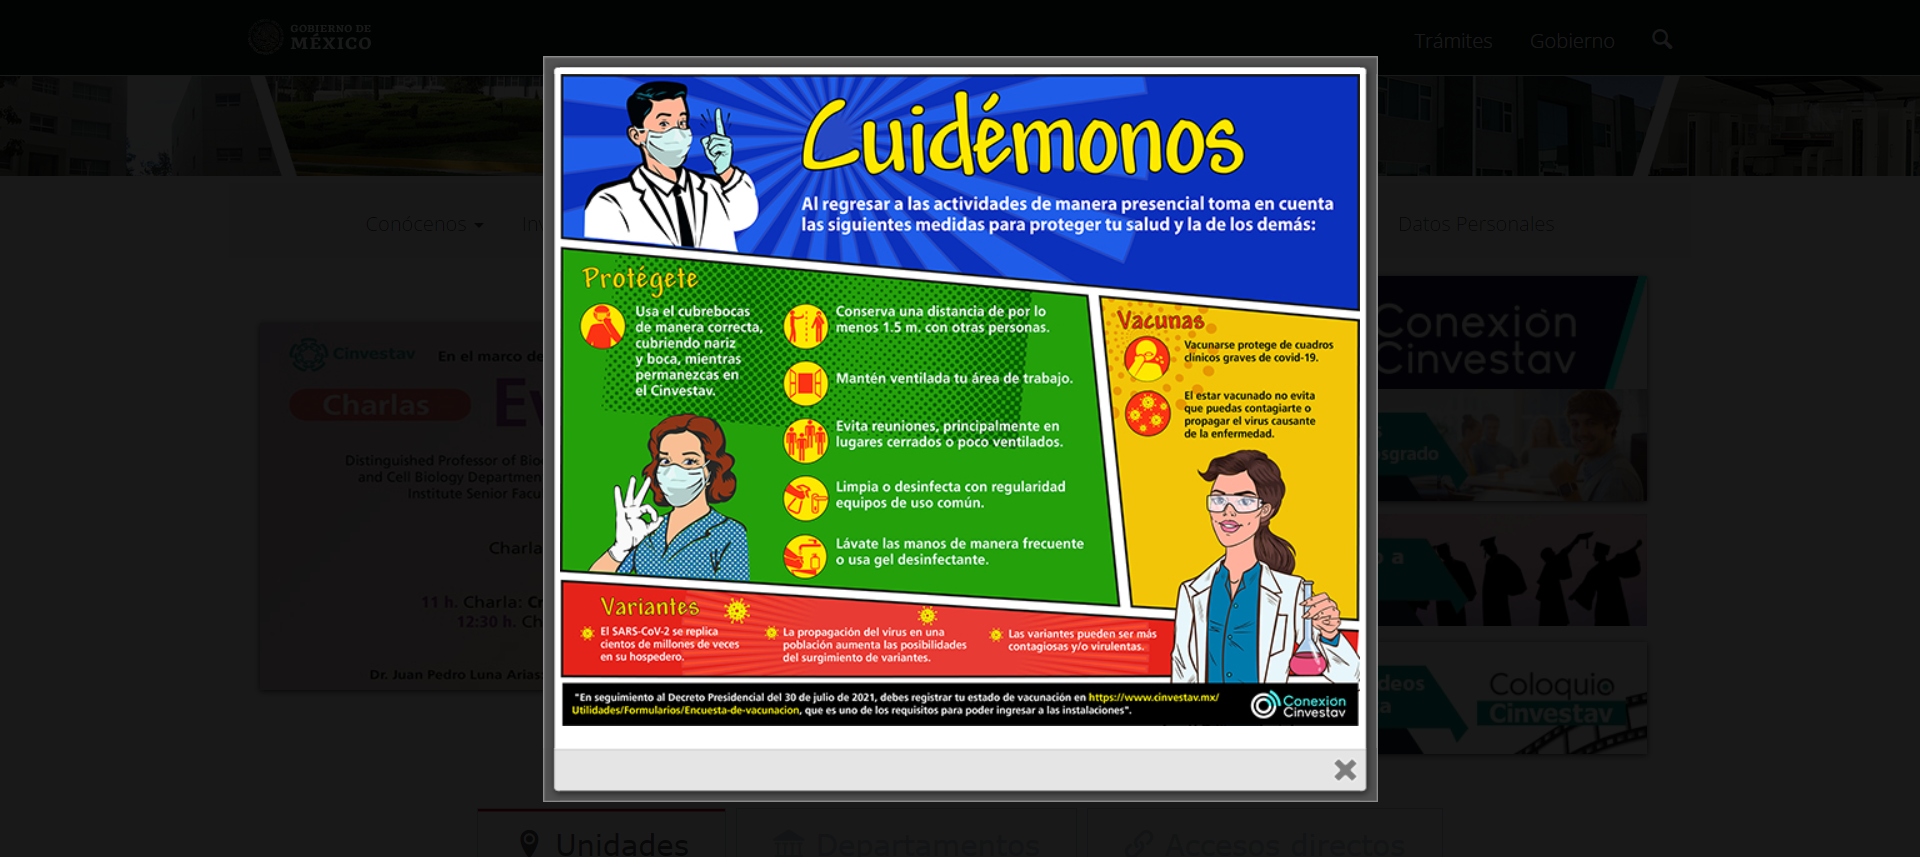 GOBIERNO DE
MÉXICO
Trámites
Gobierno
Conócenos
Datos Personales
Cuidémonos
Al regresar a las actividades de manera presencial toma en cuenta
las siguientes medidas para proteger tu salud y la de los demás:
Protégete
Usa el cubrebocas
de manera correcta,
cubriendo nariz
y boca, mientras
permanezcas en
el Cinvestav.
Conserva una distancia de por lo
menos 1.5 m. con otras personas.
Mantén ventilada tu área de trabajo.
Evita reuniones, principalmente en
lugares cerrados o poco ventilados.
Limpia o desinfecta con regularidad
equipos de uso común.
Lávate las manos de manera frecuente
o usa gel desinfectante.
Vacunas
Vacunarse protege de cuadros
clínicos graves de covid-19.
El estar vacunado no evita
que puedas contagiarte o
propagar el virus causante
de la enfermedad.
Variantes
El SARS-CoV-2 se replica
cientos de millones de veces
en su hospedero.
La propagación del virus en una
población aumenta las posibilidades
del surgimiento de variantes.
Las variantes pueden ser más
contagiosas y/o virulentas.
"En seguimiento al Decreto Presidencial del 30 de julio de 2021, debes registrar tu estado de vacunación en https://www.cinvestav.mx/
Utilidades/Formularios/Encuesta-de-vacunacion, que es uno de los requisitos para poder ingresar a las instalaciones".
Conexión
Cinvestav
Cinvestav
En el marco de
Charlas
Distinguished Professor of
and Cell Biology
Institute Senior
Charla
11 h. Charla:
12:30 h.
Dr. Juan Pedro Luna Arias
Conexión
Cinvestav
Coloquio
Cinvestav
Unidades
Departamentos
Accesos directos